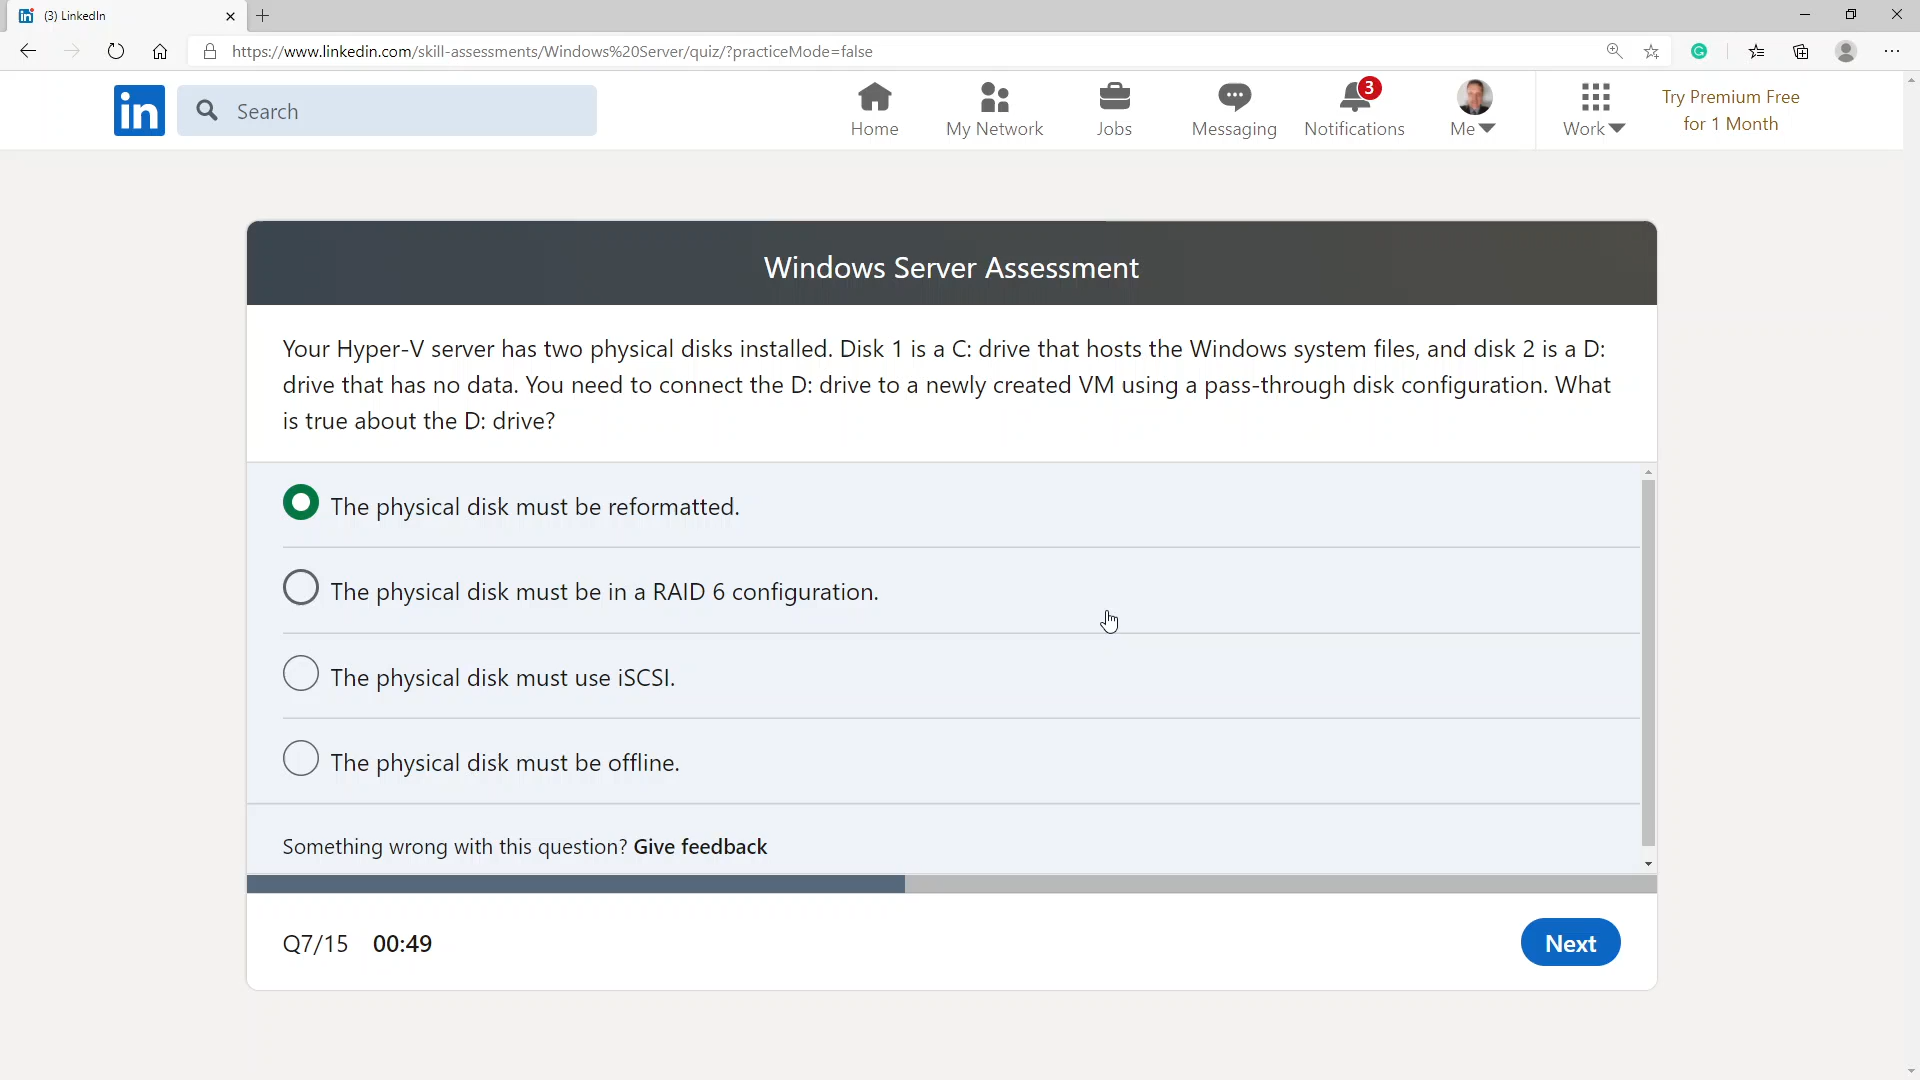 (3) LinkedIn
https://www.linkedin.com/skill-assessments/Windows%20Server/quiz/?practiceMode=false
in
Search
Home
My Network
Jobs
Messaging
3
Notifications
Me
Work
Try Premium Free
for 1 Month
Windows Server Assessment
Your Hyper-V server has two physical disks installed. Disk 1 is a C: drive that hosts the Windows system files, and disk 2 is a D:
drive that has no data. You need to connect the D: drive to a newly created VM using a pass-through disk configuration. What
is true about the D: drive?
The physical disk must be reformatted.
The physical disk must be in a RAID 6 configuration.
The physical disk must use iSCSI.
The physical disk must be offline.
Something wrong with this question? Give feedback
Q7/15 00:49
Next